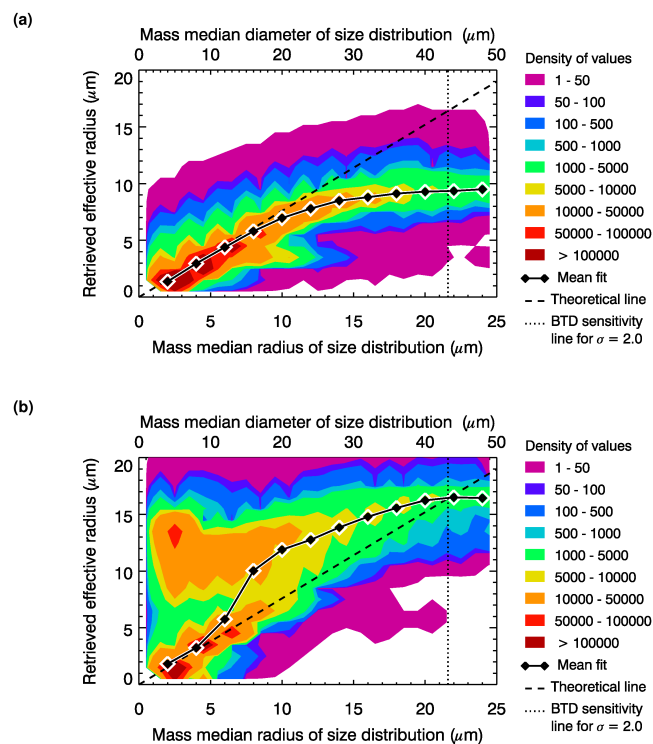 (a)
Mass median diameter of size distribution (μm)
0 10 20 30 40 50
Retrieved effective radius (μm)
20
15
10
5
0
0 5 10 15 20 25
Mass median radius of size distribution (μm)
Density of values
1 - 50
50 - 100
100 - 500
500 - 1000
1000 - 5000
5000 - 10000
10000 - 50000
50000 - 100000
> 100000
Mean fit
Theoretical line
BTD sensitivity
line for σ = 2.0
(b)
Mass median diameter of size distribution (μm)
0 10 20 30 40 50
Retrieved effective radius (μm)
20
15
10
5
0
0 5 10 15 20 25
Mass median radius of size distribution (μm)
Density of values
1 - 50
50 - 100
100 - 500
500 - 1000
1000 - 5000
5000 - 10000
10000 - 50000
50000 - 100000
> 100000
Mean fit
Theoretical line
BTD sensitivity
line for σ = 2.0